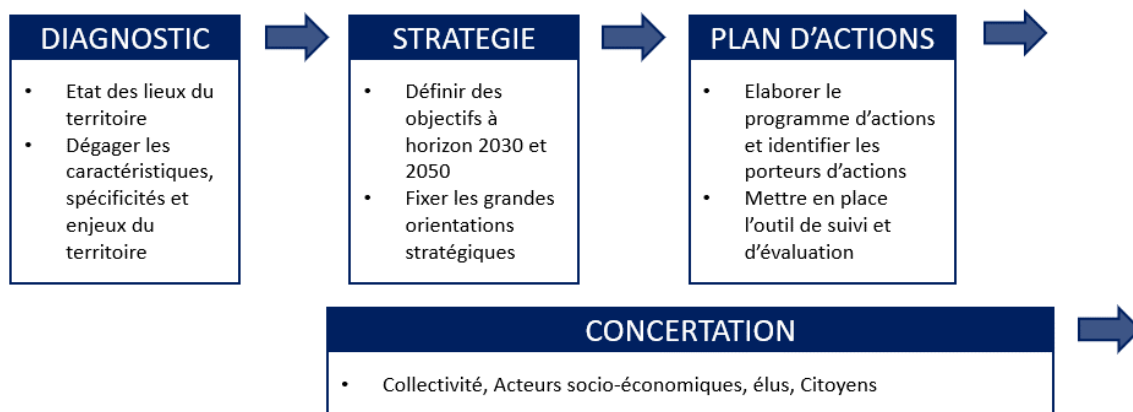 DIAGNOSTIC
• Etat des lieux du
territoire
• Dégager les
caractéristiques,
spécificités et
enjeux du
territoire
STRATEGIE
• Définir des
objectifs à
horizon 2030 et
2050
• Fixer les grandes
orientations
stratégiques
PLAN D’ACTIONS
• Elaborer le
programme d’actions
et identifier les
porteurs d’actions
• Mettre en place
l’outil de suivi et
d’évaluation
CONCERTATION
• Collectivité, Acteurs socio-économiques, élus, Citoyens